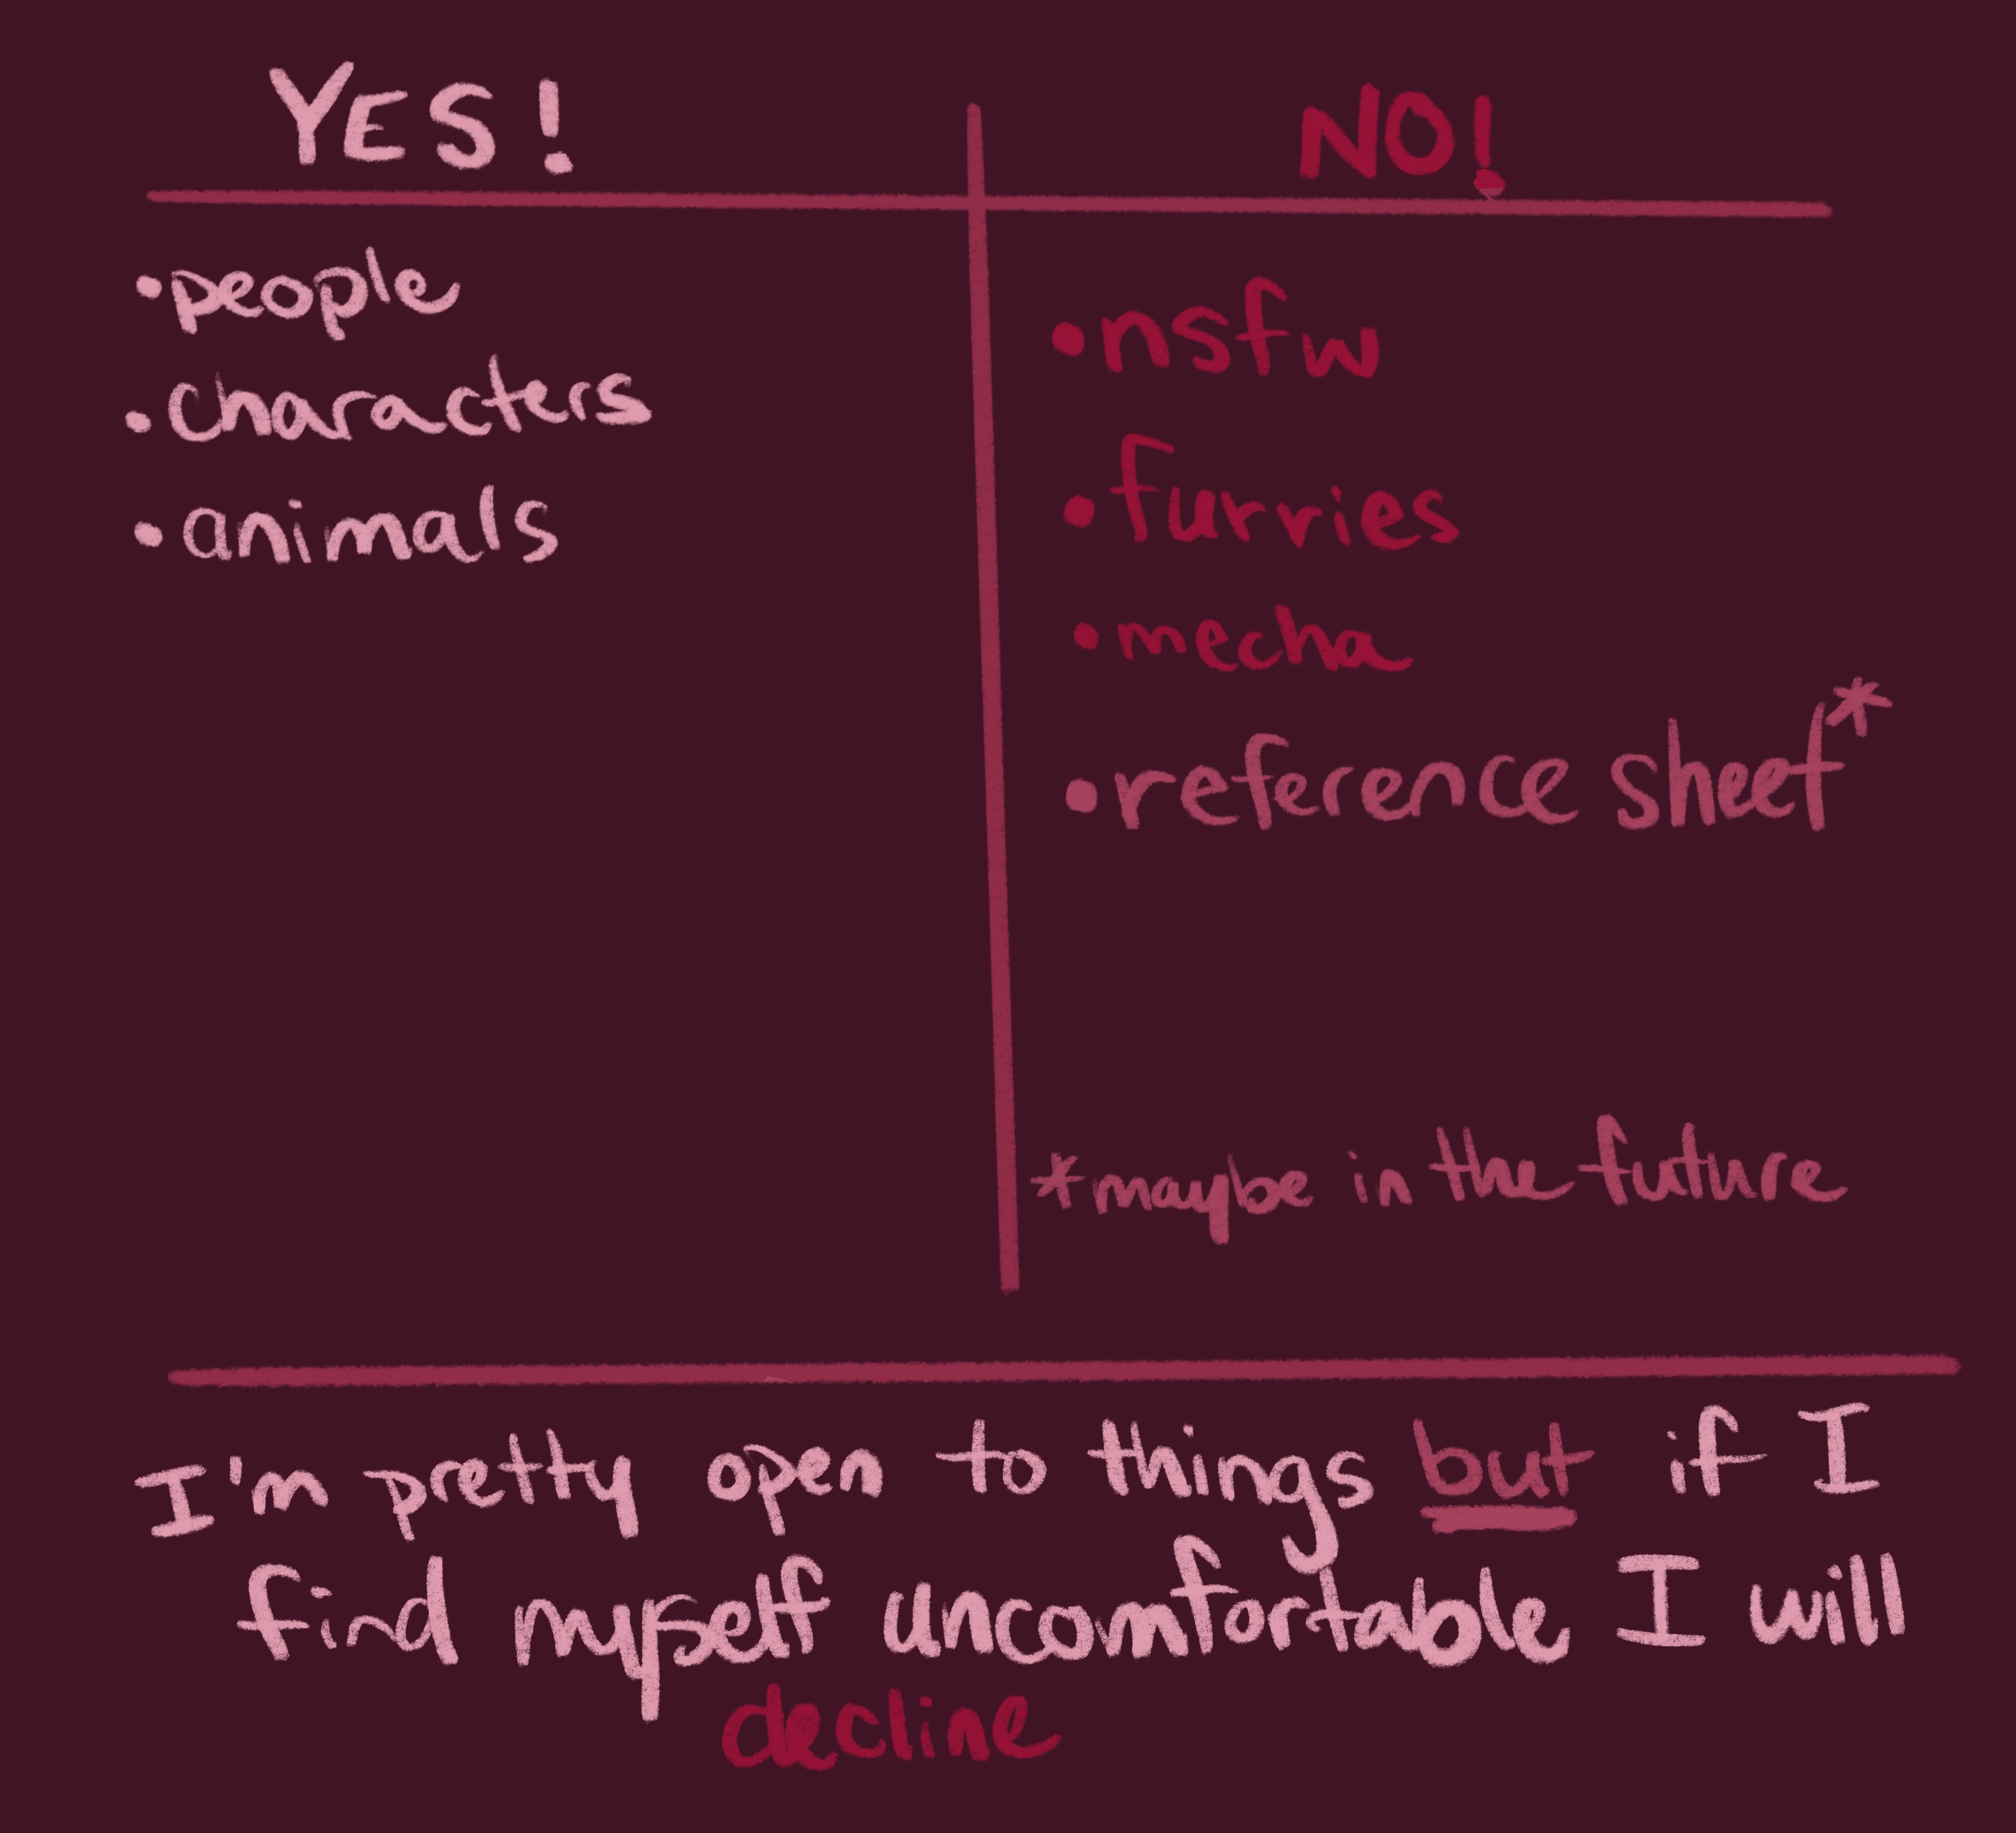 YES!
•people
•characters
•animals
NO!
•nsfw
•furries
•mecha
•reference sheet*
*maybe in the future
I'm pretty open to things but if I
find myself uncomfortable I will
decline